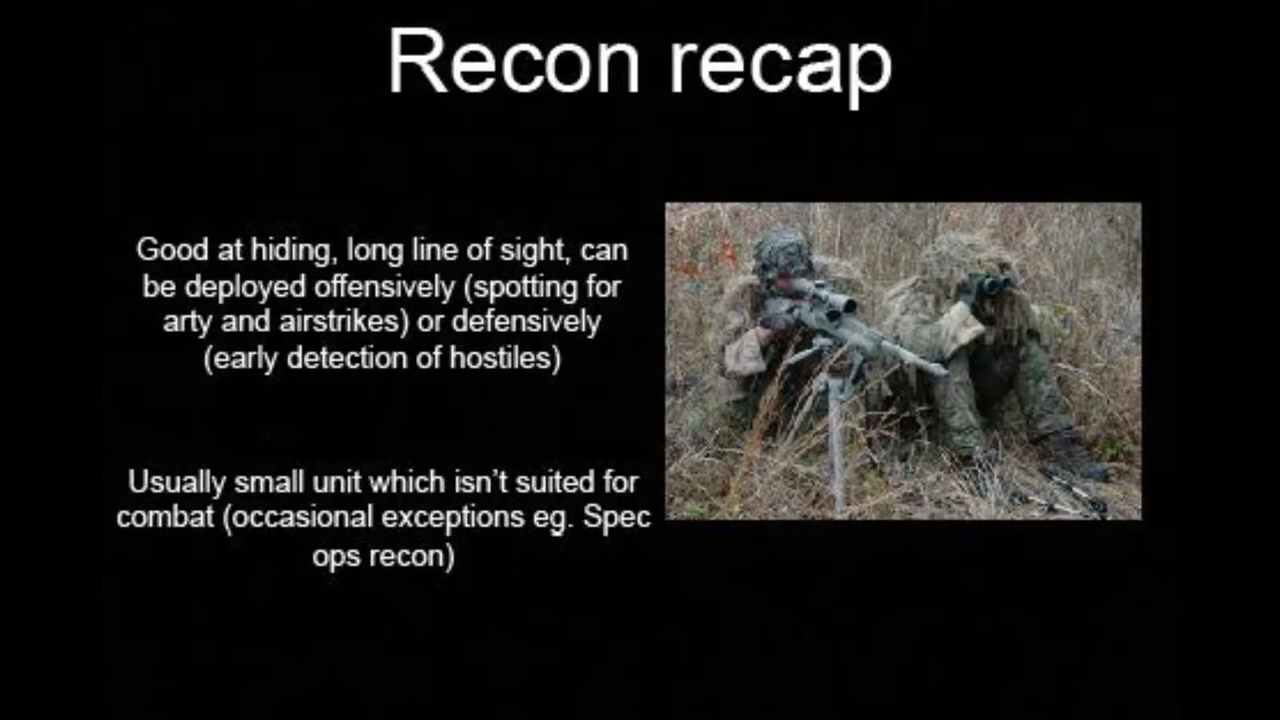 Recon recap
Good at hiding, long line of sight, can
be deployed offensively (spotting for
arty and airstrikes) or defensively
(early detection of hostiles)
Usually small unit which isn’t suited for
combat (occasional exceptions eg. Spec
ops recon)